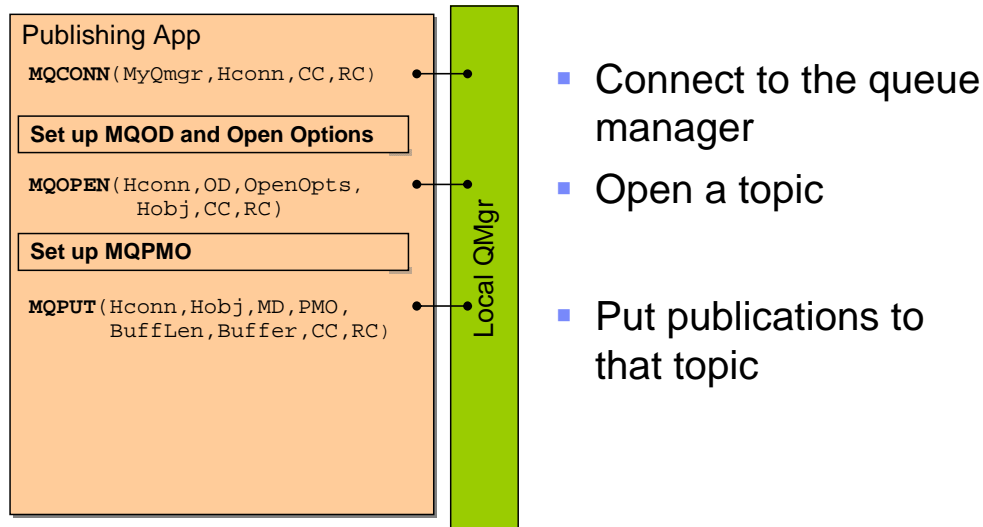 Publishing App
MQCONN(MyQmgr,Hconn,CC,RC)
Set up MQOD and Open Options
MQOPEN(Hconn,OD,OpenOpts,
Hobj,CC,RC)
Set up MQPMO
MQPUT(Hconn,Hobj,MD,PMO,
BuffLen,Buffer,CC,RC)
Local QMgr
▪ Connect to the queue
manager
▪ Open a topic
▪ Put publications to
that topic